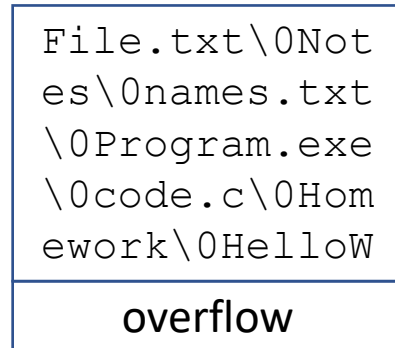 File.txt\0Not
es\0names.txt
\0Program.exe
\0code.c\0Hom
ework\0HelloW
overflow